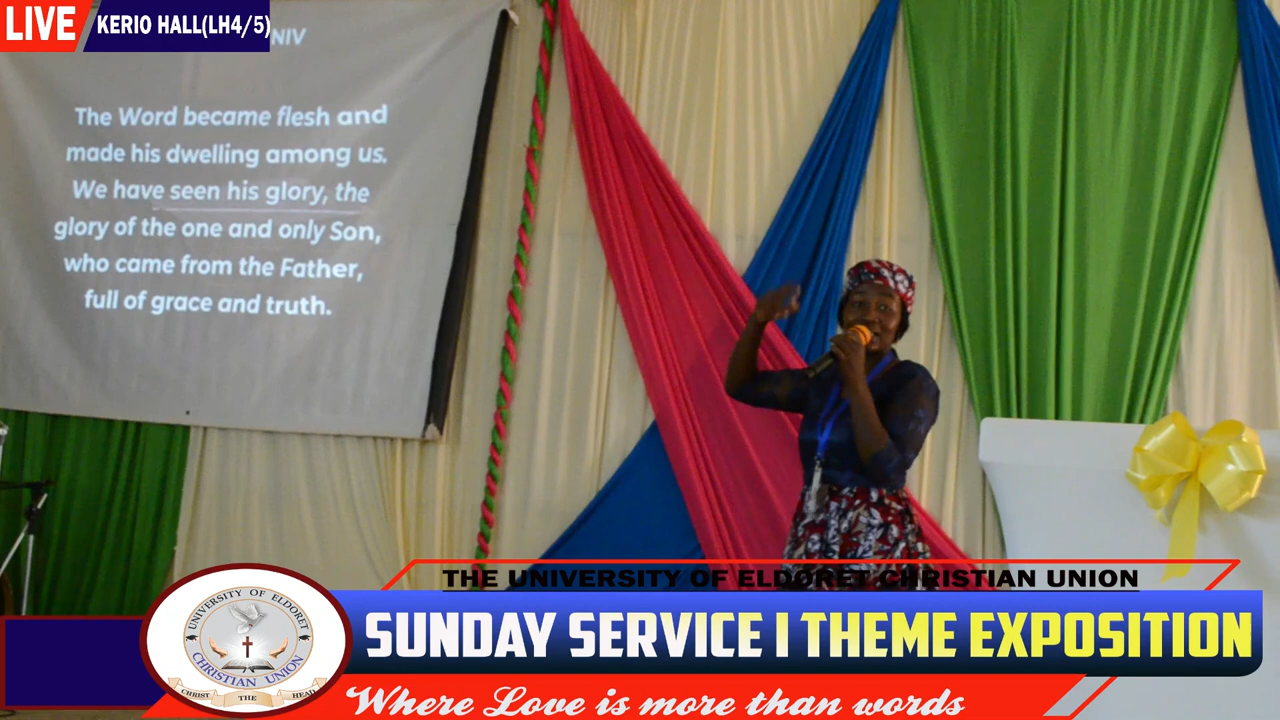 LIVE
KERIO HALL(LH4/5)
NIV
The Word became flesh and
made his dwelling among us.
We have seen his glory, the
glory of the one and only Son,
who came from the Father,
full of grace and truth.
THE UNIVERSITY OF ELDORET CHRISTIAN UNION
SUNDAY SERVICE I THEME EXPOSITION
Where Love is more than words
UNIVERSITY OF ELDORET
CHRISTIAN UNION
CHRIST THE HEAD